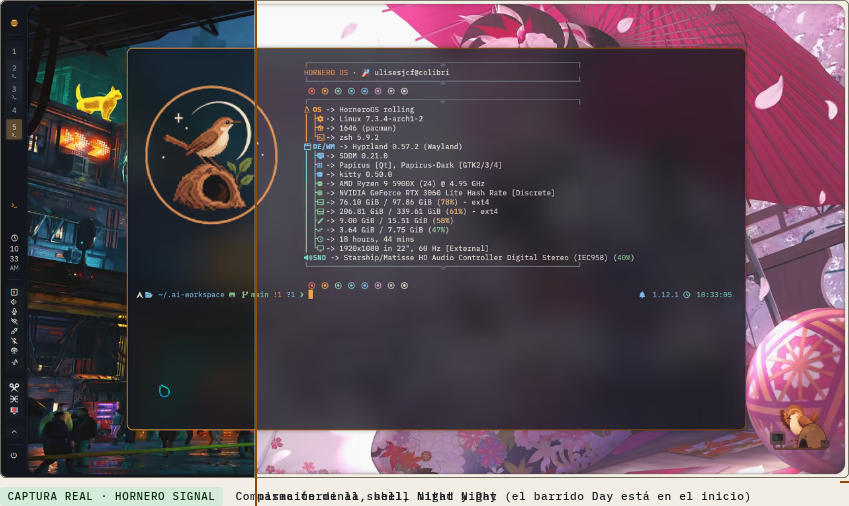 HORNERO OS · ulisesjcf@colibri
OS -> HorneroOS rolling
-> Linux 7.3.4-arch1-2
-> 1646 (pacman)
-> zsh 5.9.2
DE/WM -> Hyprland 0.57.2 (Wayland)
-> SDDM 0.21.0
-> Papirus [Qt], Papirus-Dark [GTK2/3/4]
-> kitty 0.50.0
-> AMD Ryzen 9 5900X (24) @ 4.95 GHz
-> NVIDIA GeForce RTX 3060 Lite Hash Rate [Discrete]
-> 76.10 GiB / 97.86 GiB (78%) - ext4
-> 206.81 GiB / 339.61 GiB (61%) - ext4
-> 9.00 GiB / 15.51 GiB (58%)
-> 3.64 GiB / 7.75 GiB (47%)
-> 18 hours, 44 mins
-> 1920x1080 in 22", 60 Hz [External]
SND -> Starship/Matisse HD Audio Controller Digital Stereo (IEC958) (40%)
~/.ai-workspace main !1 ?1 ❯
1.12.1 10:33:05
1
2
3
4
5
10
33
AM
CAPTURA REAL · HORNERO SIGNAL
(el barrido Day está en el inicio)